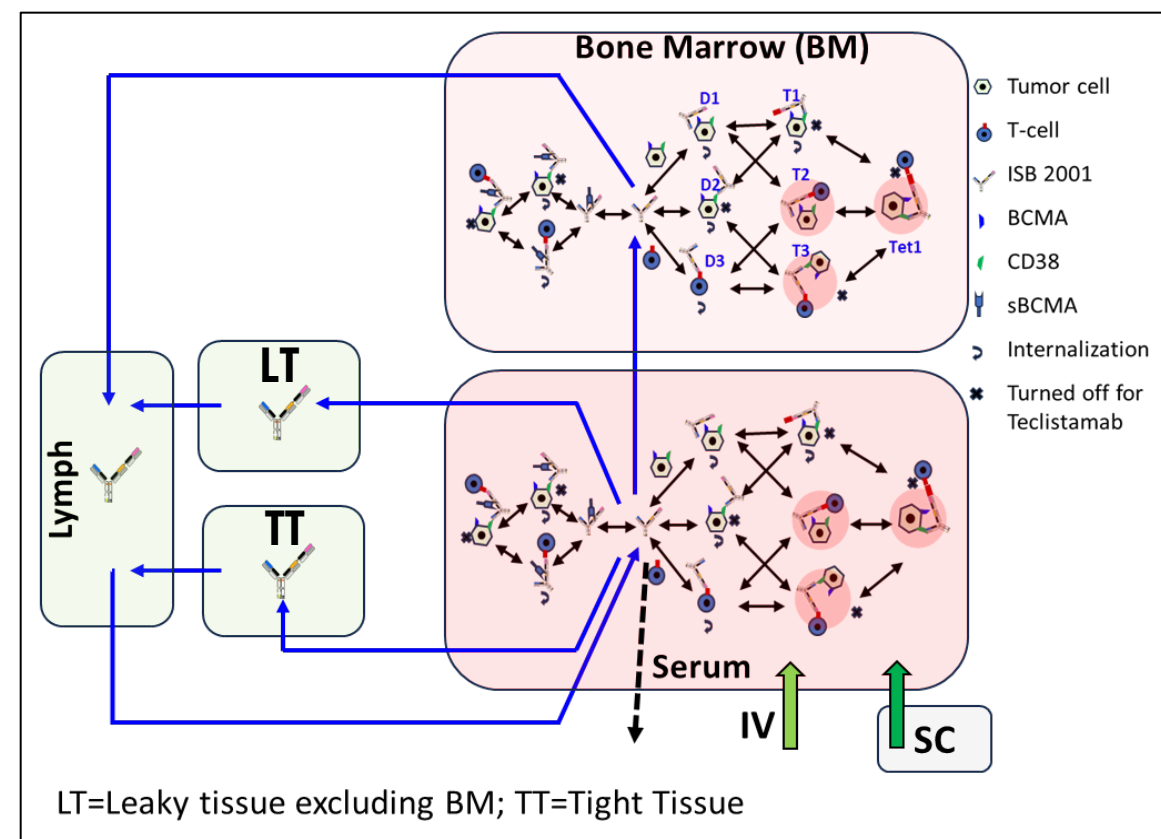 Bone Marrow (BM)
D1
T1
D2
T2
D3
T3
Tet1
Tumor cell
T-cell
ISB 2001
BCMA
CD38
sBCMA
Internalization
Turned off for
Teclistamab
LT
Lymph
TT
Serum
IV
SC
LT=Leaky tissue excluding BM; TT=Tight Tissue